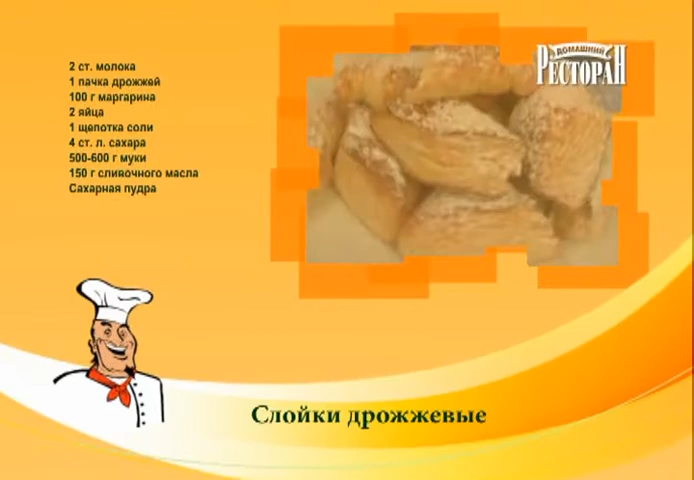 2 ст. молока
1 пачка дрожжей
100 г маргарина
2 яйца
1 щепотка соли
4 ст. л. сахара
500-600 г муки
150 г сливочного масла
Сахарная пудра
ДОМАШНИЙ
РЕСТОРАН
Слойки дрожжевые